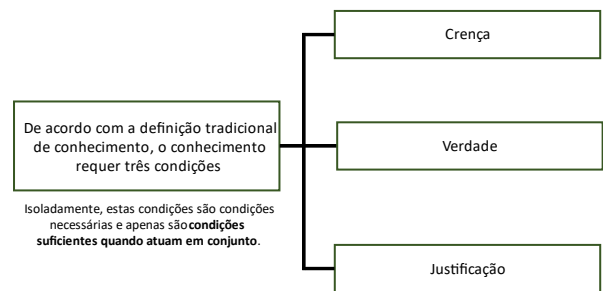 Crença
De acordo com a definição tradicional
de conhecimento, o conhecimento
requer três condições
Verdade
Isoladamente, estas condições são condições
necessárias e apenas são condições
suficientes quando atuam em conjunto.
Justificação